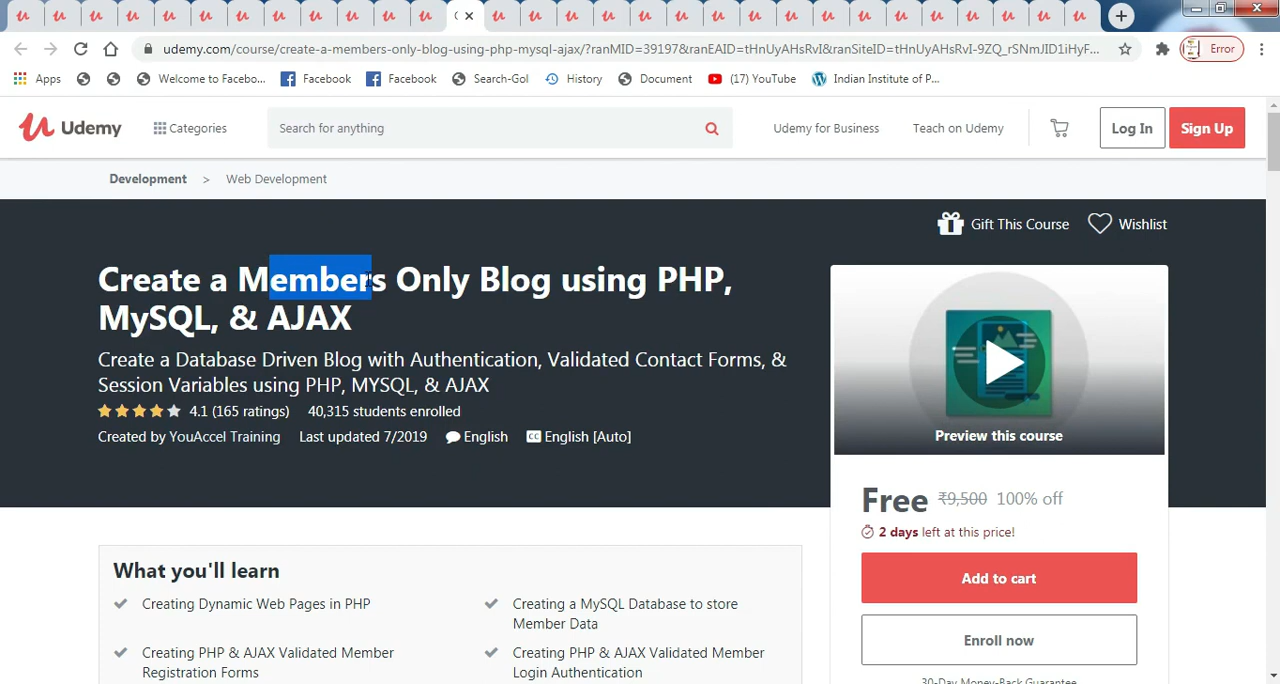 udemy.com/course/create-a-members-only-blog-using-php-mysql-ajax/?ranMID=39197&ranEAID=tHnUyAHsRvI&ranSiteID=tHnUyAHsRvI-9ZQ_rSNmJID1iHyF...
Error
Apps
Welcome to Facebo...
Facebook
Facebook
Search-Gol
History
Document
(17) YouTube
Indian Institute of P...
Udemy
Categories
Search for anything
Udemy for Business
Teach on Udemy
Log In
Sign Up
Development > Web Development
Gift This Course
Wishlist
Create a Members Only Blog using PHP,
MySQL, & AJAX
Create a Database Driven Blog with Authentication, Validated Contact Forms, &
Session Variables using PHP, MYSQL, & AJAX
4.1 (165 ratings) 40,315 students enrolled
Created by YouAccel Training Last updated 7/2019 English CC English [Auto]
Preview this course
Free ₹9,500 100% off
2 days left at this price!
Add to cart
Enroll now
30-Day Money-Back Guarantee
What you'll learn
Creating Dynamic Web Pages in PHP
Creating PHP & AJAX Validated Member
Registration Forms
Creating a MySQL Database to store
Member Data
Creating PHP & AJAX Validated Member
Login Authentication